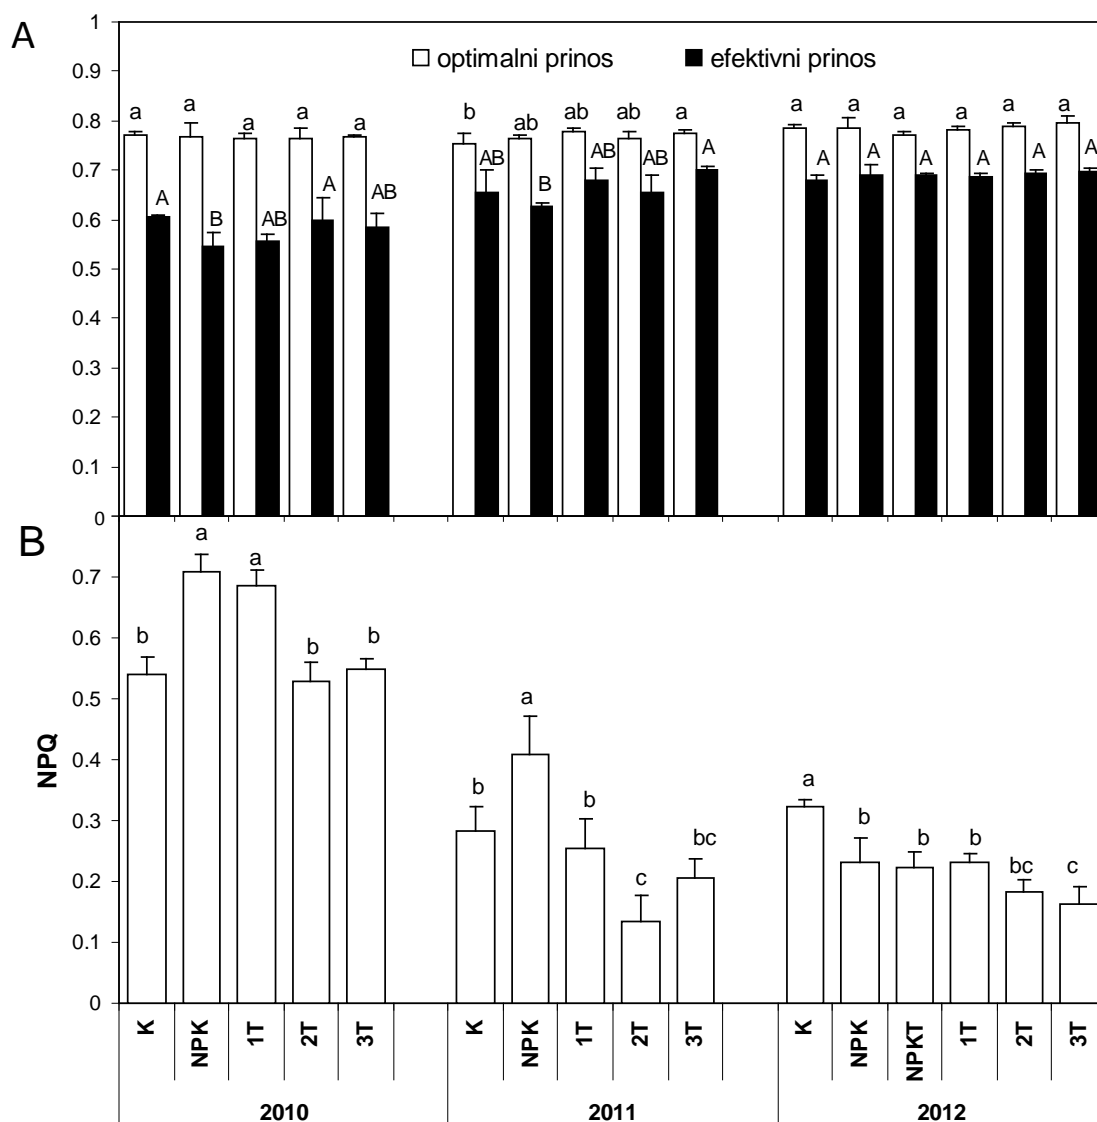 A
1
0.9
0.8
0.7
0.6
0.5
0.4
0.3
0.2
0.1
0
optimalni prinos efektivni prinos
a a a a a b ab ab ab a a a a a a a
A B AB A AB AB B AB AB A A A A A A A
B
NPQ
0.7
0.6
0.5
0.4
0.3
0.2
0.1
0
b a a b b b a b c bc a b b b bc c
K NPK 1T 2T 3T K NPK 1T 2T 3T K NPK NPKT 1T 2T 3T
2010 2011 2012